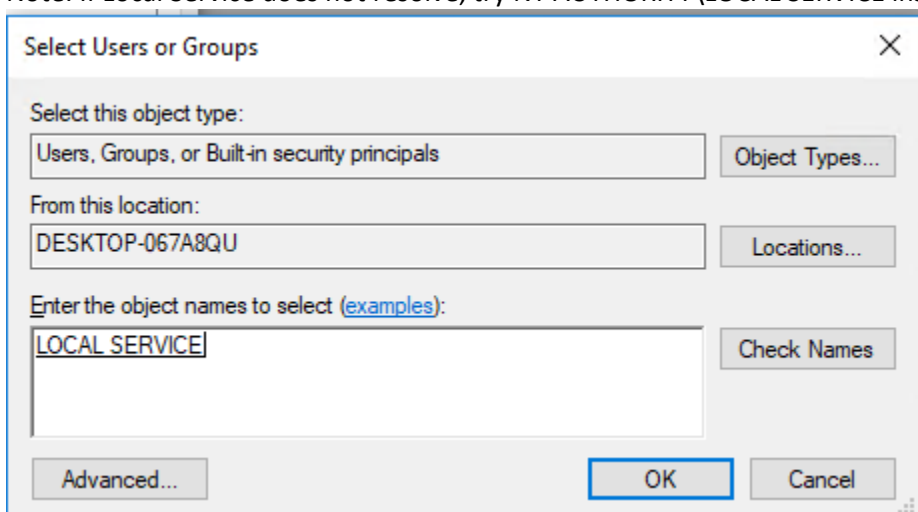 Select Users or Groups
Select this object type:
Users, Groups, or Built-in security principals
Object Types...
From this location:
DESKTOP-067A8QU
Locations...
Enter the object names to select (examples):
LOCAL SERVICE
Check Names
Advanced...
OK
Cancel